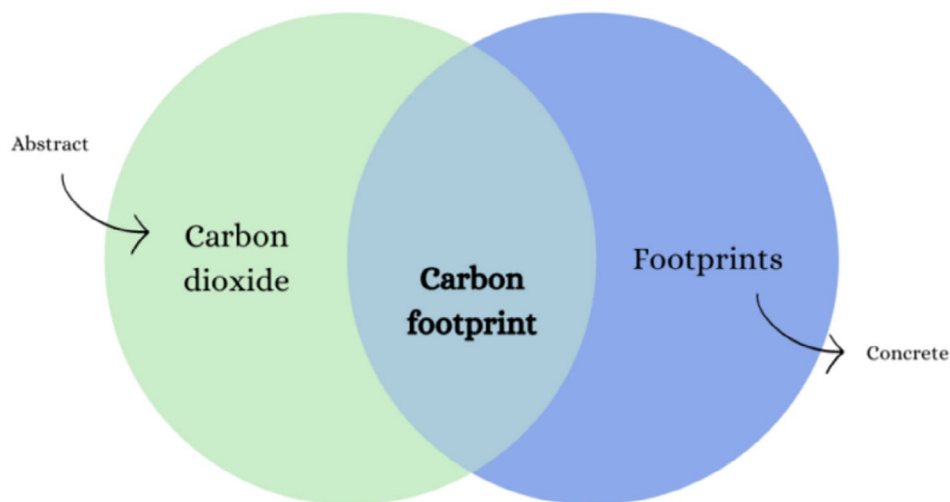 Abstract
Carbon
dioxide
Carbon
footprint
Footprints
Concrete